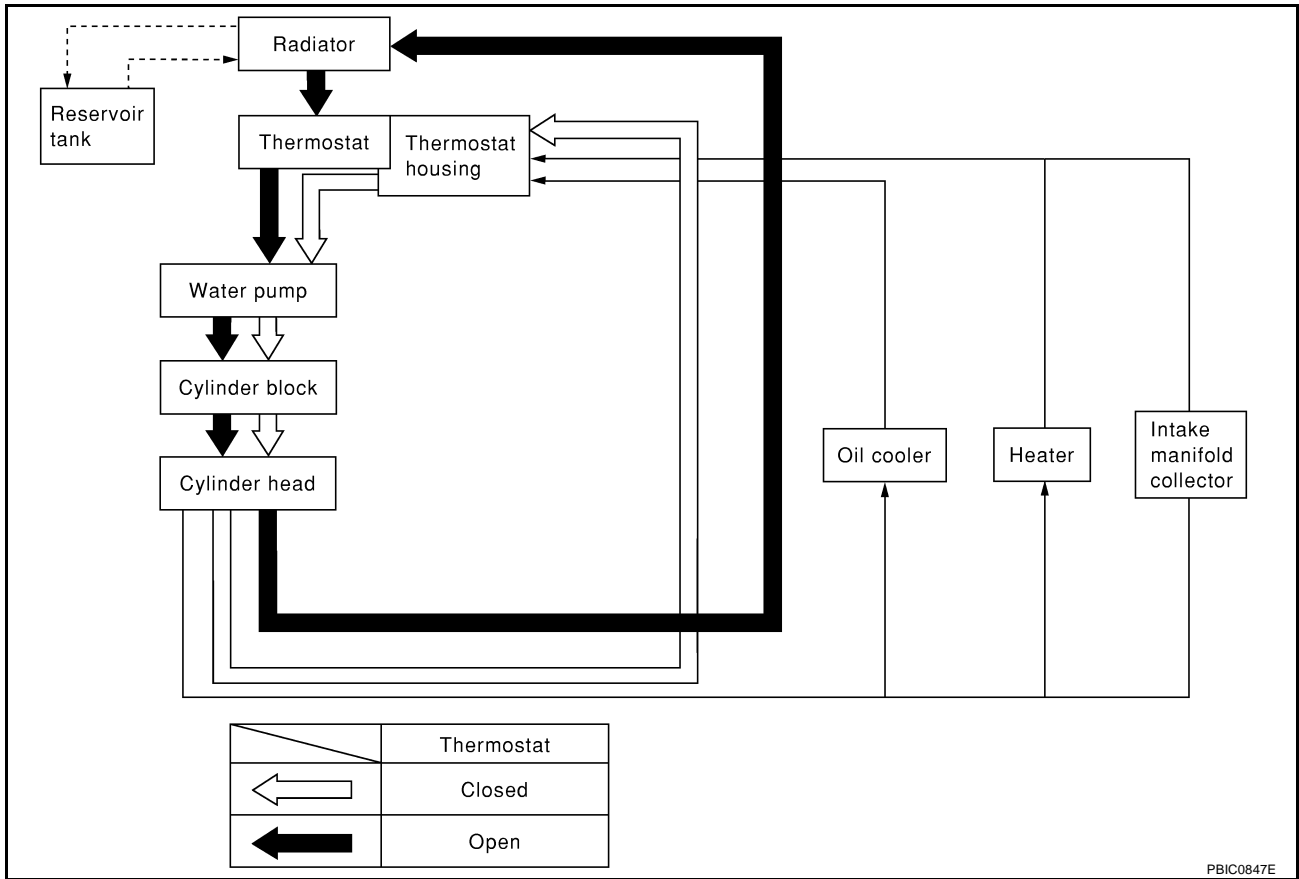 Radiator
Reservoir
tank
Thermostat
Thermostat
housing
Water pump
Cylinder block
Cylinder head
Oil cooler
Heater
Intake
manifold
collector
Thermostat
Closed
Open
PBIC0847E